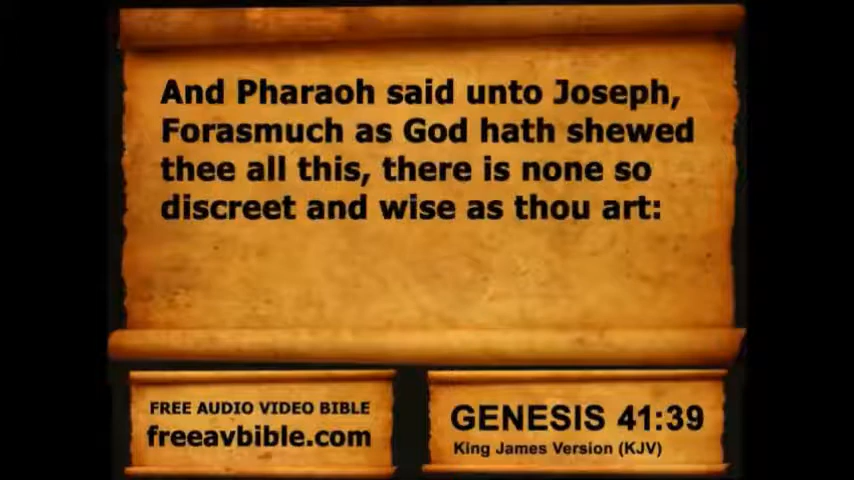 And Pharaoh said unto Joseph,
Forasmuch as God hath shewed
thee all this, there is none so
discreet and wise as thou art:
FREE AUDIO VIDEO BIBLE
freeavbible.com
GENESIS 41:39
King James Version (KJV)